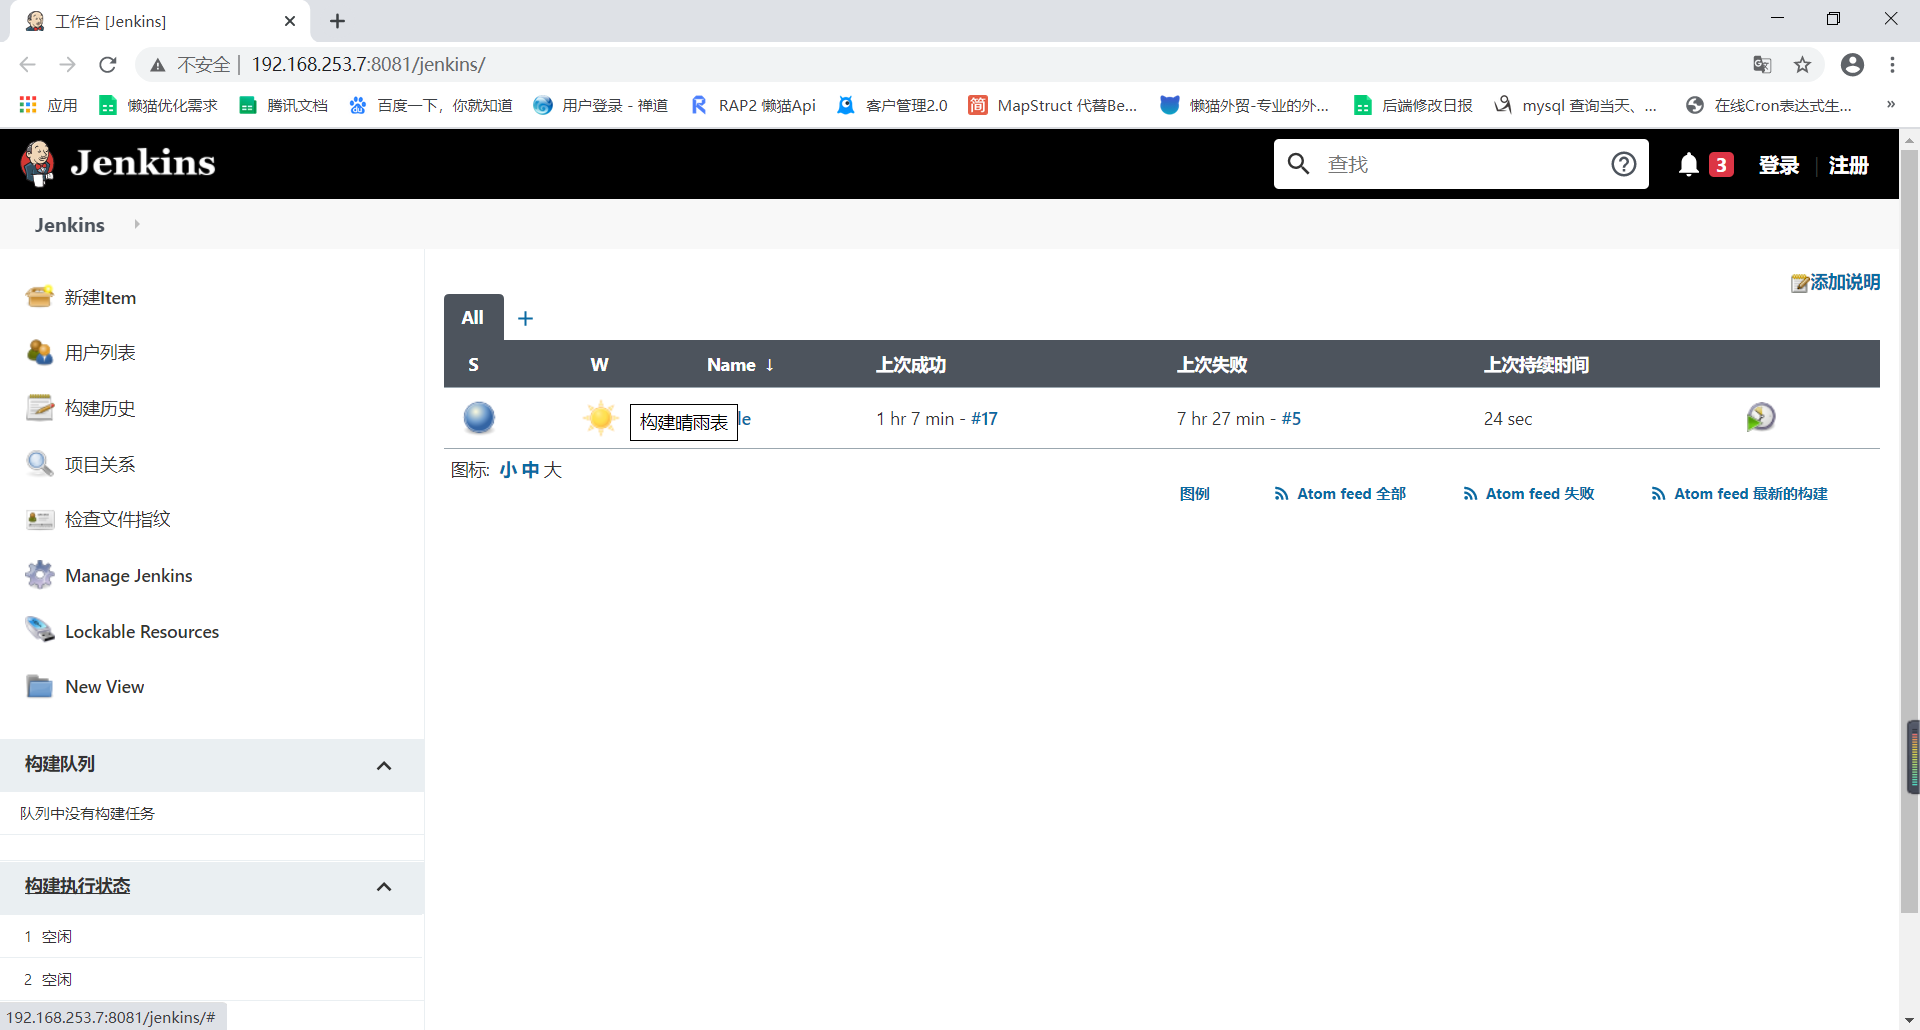 工作台 [Jenkins]
不安全 | 192.168.253.7:8081/jenkins/
应用 懒猫优化需求 腾讯文档 百度一下，你就知道 用户登录 - 禅道 RAP2 懒猫Api 客户管理2.0 简 MapStruct 代替Be... 懒猫外贸-专业的外... 后端修改日报 mysql 查询当天、... 在线Cron表达式生... »
Jenkins 查找 3 登录 注册
Jenkins
添加说明
新建Item
用户列表
构建历史
项目关系
检查文件指纹
Manage Jenkins
Lockable Resources
New View
构建队列
队列中没有构建任务
构建执行状态
1 空闲
2 空闲
All +
S W Name ↓ 上次成功 上次失败 上次持续时间
构建晴雨表 le 1 hr 7 min - #17 7 hr 27 min - #5 24 sec
图标: 小 中 大
图例 Atom feed 全部 Atom feed 失败 Atom feed 最新的构建
192.168.253.7:8081/jenkins/#